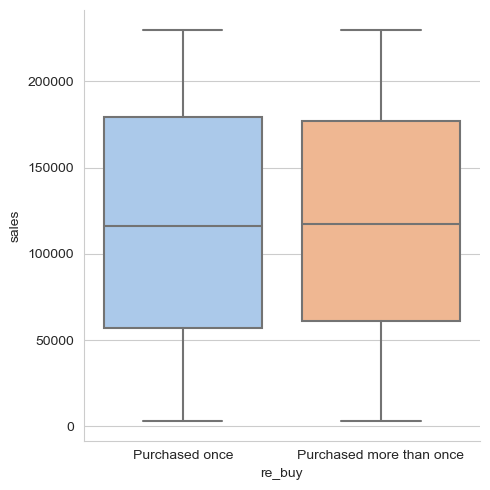 200000
150000
100000
50000
0
sales
Purchased once
Purchased more than once
re_buy